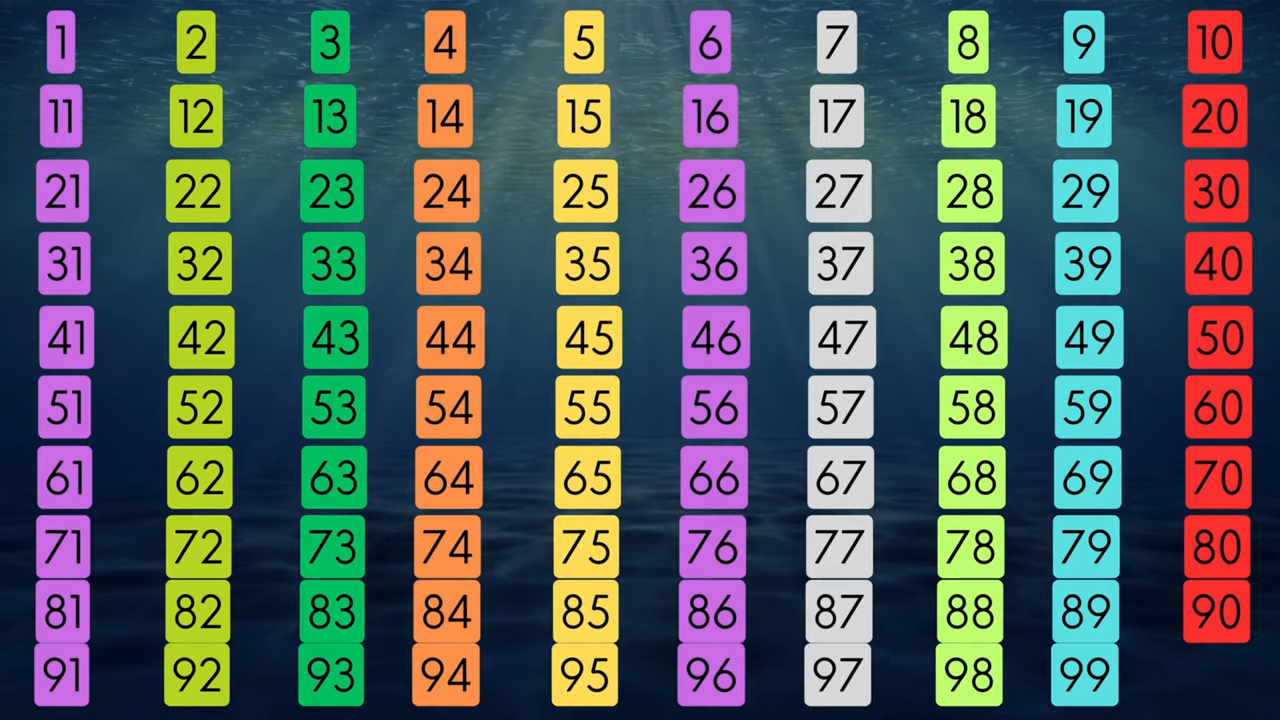 1 2 3 4 5 6 7 8 9 10
11 12 13 14 15 16 17 18 19 20
21 22 23 24 25 26 27 28 29 30
31 32 33 34 35 36 37 38 39 40
41 42 43 44 45 46 47 48 49 50
51 52 53 54 55 56 57 58 59 60
61 62 63 64 65 66 67 68 69 70
71 72 73 74 75 76 77 78 79 80
81 82 83 84 85 86 87 88 89 90
91 92 93 94 95 96 97 98 99